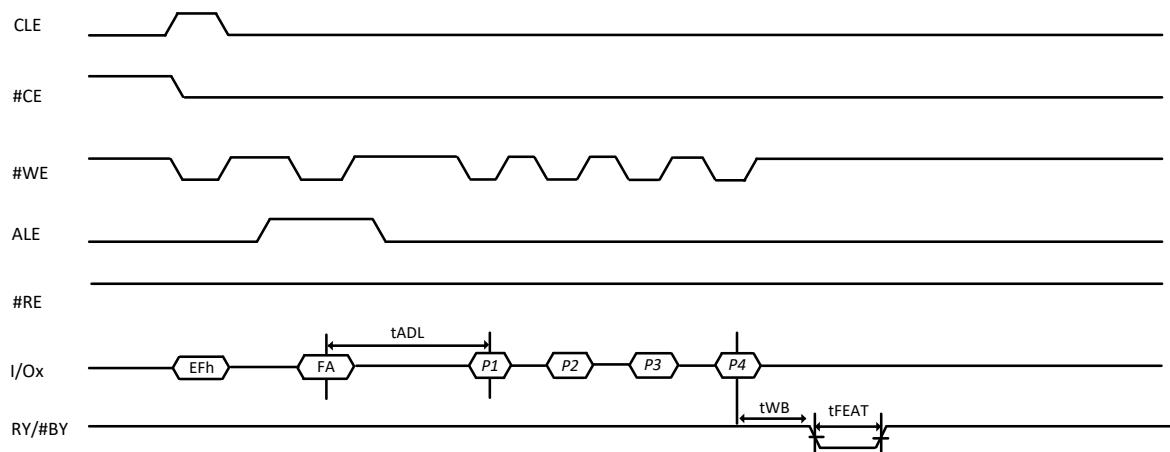 CLE
#CE
#WE
ALE
#RE
tADL
I/Ox EFh FA P1 P2 P3 P4
tWB tFEAT
RY/#BY